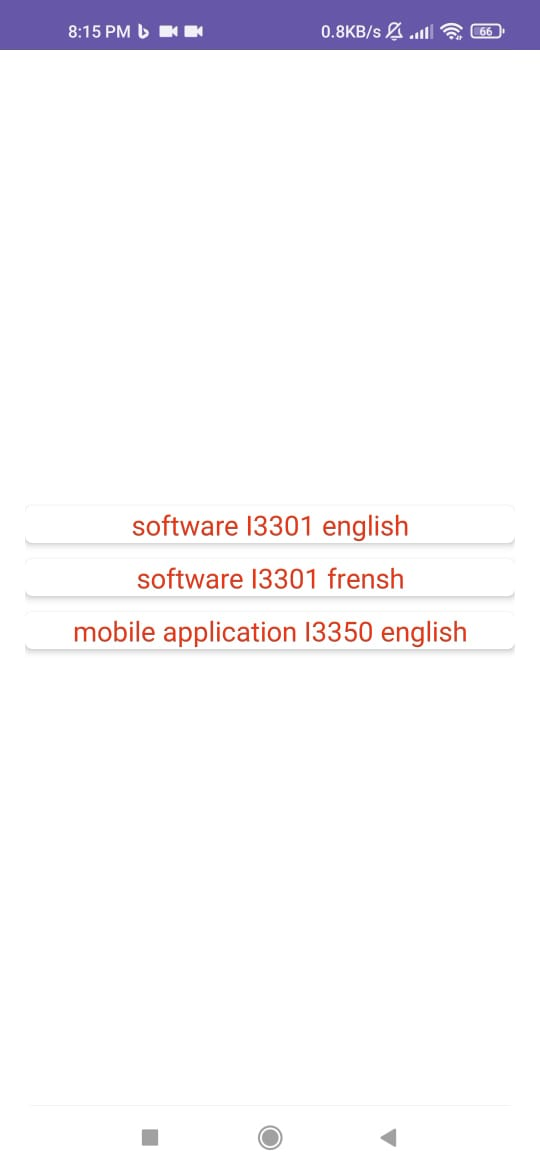 8:15 PM 0.8KB/s 66
software I3301 english
software I3301 frensh
mobile application I3350 english